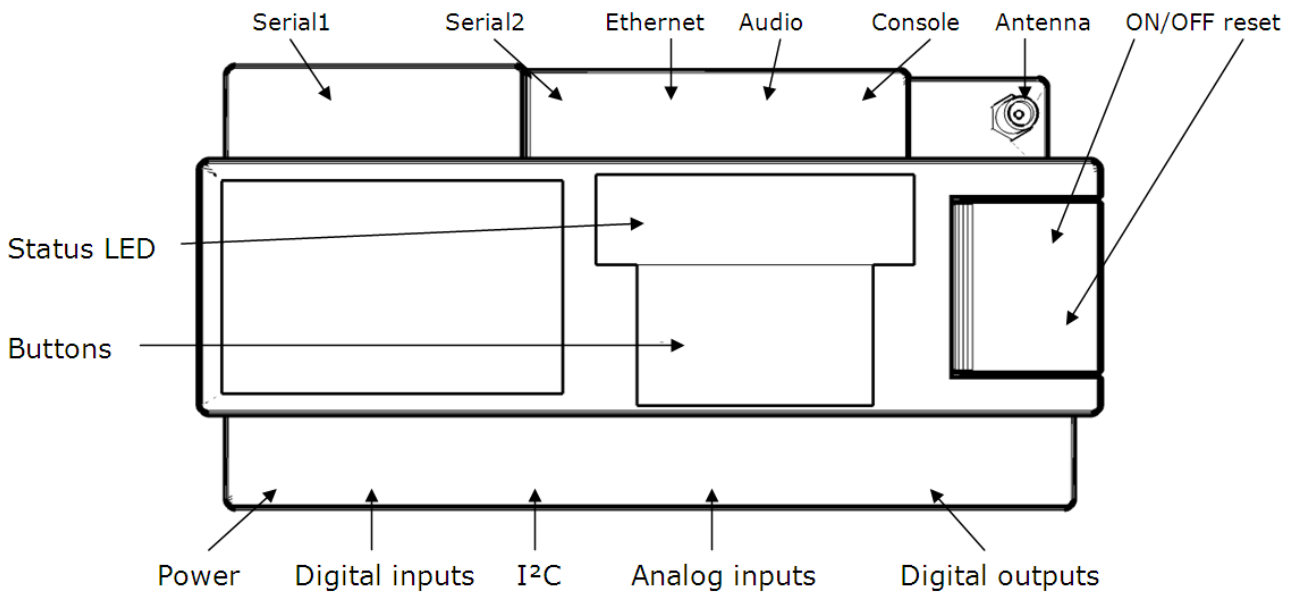 Serial1 Serial2 Ethernet Audio Console Antenna ON/OFF reset
Status LED
Buttons
Power Digital inputs I²C Analog inputs Digital outputs